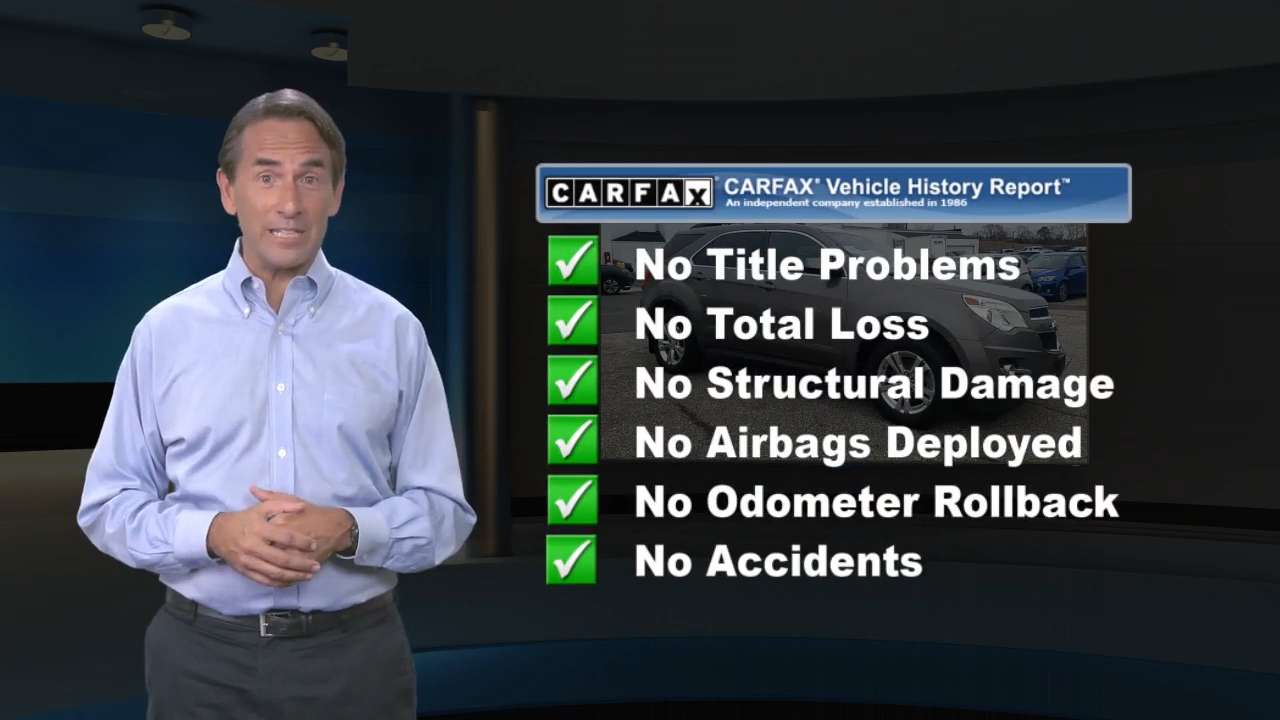 CARFAX® CARFAX® Vehicle History Report™
An independent company established in 1986
No Title Problems
No Total Loss
No Structural Damage
No Airbags Deployed
No Odometer Rollback
No Accidents